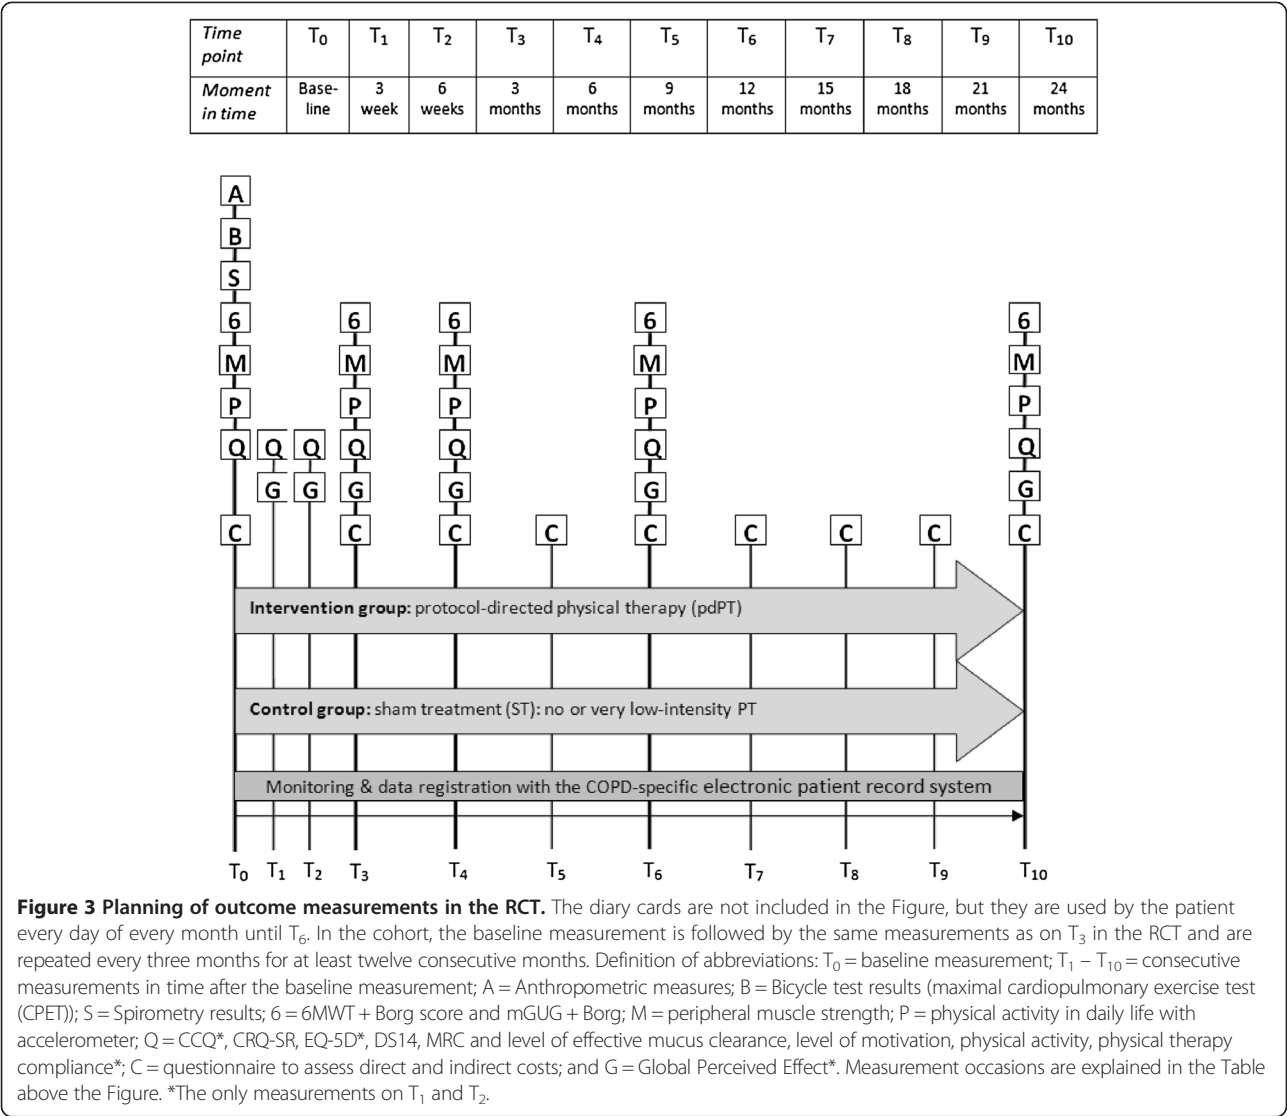 Time point T0 T1 T2 T3 T4 T5 T6 T7 T8 T9 T10
Moment in time Base-line 3 week 6 weeks 3 months 6 months 9 months 12 months 15 months 18 months 21 months 24 months
A
B
S
6 6 6 6 6
M M M M M
P P P P P
Q Q Q Q Q Q Q
G G G G G G
C C C C C C C C C
Intervention group: protocol-directed physical therapy (pdPT)
Control group: sham treatment (ST): no or very low-intensity PT
Monitoring & data registration with the COPD-specific electronic patient record system
T0 T1 T2 T3 T4 T5 T6 T7 T8 T9 T10
Figure 3 Planning of outcome measurements in the RCT. The diary cards are not included in the Figure, but they are used by the patient
every day of every month until T6. In the cohort, the baseline measurement is followed by the same measurements as on T3 in the RCT and are
repeated every three months for at least twelve consecutive months. Definition of abbreviations: T0 = baseline measurement; T1 – T10 = consecutive
measurements in time after the baseline measurement; A = Anthropometric measures; B = Bicycle test results (maximal cardiopulmonary exercise test
(CPET)); S = Spirometry results; 6 = 6MWT + Borg score and mGUG + Borg; M = peripheral muscle strength; P = physical activity in daily life with
accelerometer; Q = CCQ*, CRQ-SR, EQ-5D*, DS14, MRC and level of effective mucus clearance, level of motivation, physical activity, physical therapy
compliance*; C = questionnaire to assess direct and indirect costs; and G = Global Perceived Effect*. Measurement occasions are explained in the Table
above the Figure. *The only measurements on T1 and T2.